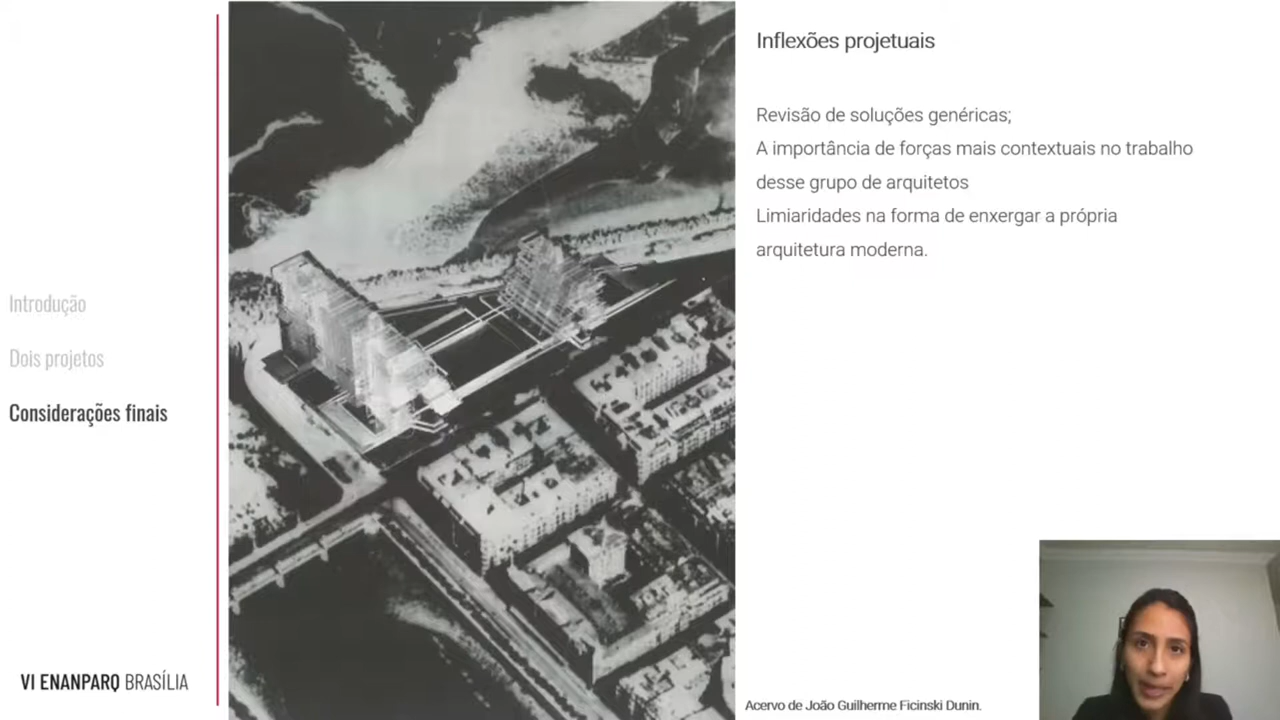 Inflexões projetuais
Revisão de soluções genéricas;
A importância de forças mais contextuais no trabalho
desse grupo de arquitetos
Limiaridades na forma de enxergar a própria
arquitetura moderna.
Introdução
Dois projetos
Considerações finais
VI ENANPARQ BRASÍLIA
Acervo de João Guilherme Ficinski Dunin.